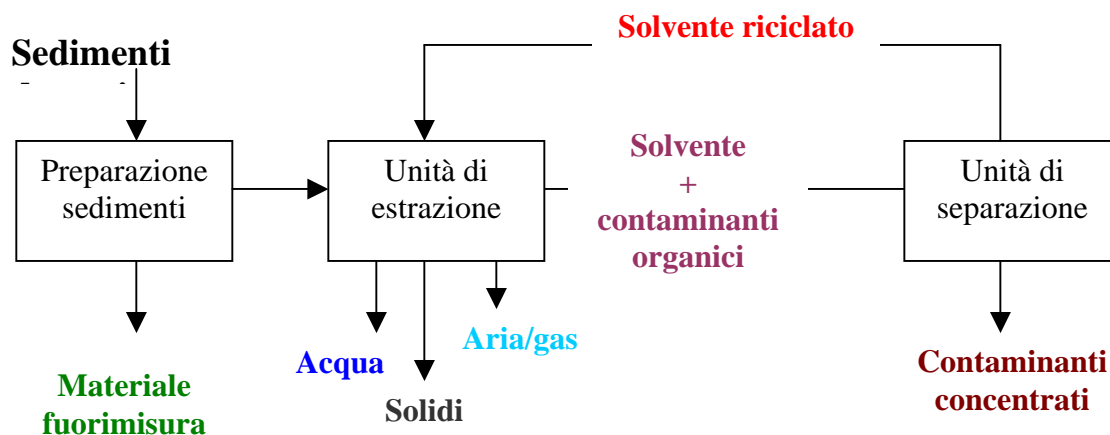 Solvente riciclato
Sedimenti
Preparazione
sedimenti
Unità di
estrazione
Solvente
+
contaminanti
organici
Unità di
separazione
Materiale
fuorimisura
Acqua
Solidi
Aria/gas
Contaminanti
concentrati